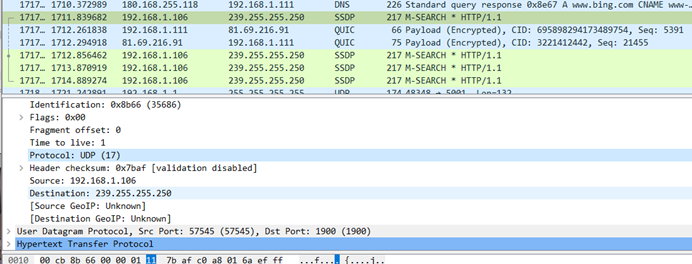 1717… 1710.372989 180.168.255.118 192.168.1.111 DNS 226 Standard query response 0x8e67 A www.bing.com CNAME www-
1717… 1711.839682 192.168.1.106 239.255.255.250 SSDP 217 M-SEARCH * HTTP/1.1
1717… 1712.261838 192.168.1.111 81.69.216.91 QUIC 66 Payload (Encrypted), CID: 695898294173489754, Seq: 5391
1717… 1712.294918 81.69.216.91 192.168.1.111 QUIC 75 Payload (Encrypted), CID: 3221412442, Seq: 21455
1717… 1712.856462 192.168.1.106 239.255.255.250 SSDP 217 M-SEARCH * HTTP/1.1
1717… 1713.870919 192.168.1.106 239.255.255.250 SSDP 217 M-SEARCH * HTTP/1.1
1717… 1714.889274 192.168.1.106 239.255.255.250 SSDP 217 M-SEARCH * HTTP/1.1
1718 1721.242891 192.168.1.1 255.255.255.255 UDP 174 48348 → 5001 Len=132
Identification: 0x8b66 (35686)
Flags: 0x00
Fragment offset: 0
Time to live: 1
Protocol: UDP (17)
Header checksum: 0x7baf [validation disabled]
Source: 192.168.1.106
Destination: 239.255.255.250
[Source GeoIP: Unknown]
[Destination GeoIP: Unknown]
User Datagram Protocol, Src Port: 57545 (57545), Dst Port: 1900 (1900)
Hypertext Transfer Protocol
0010 00 cb 8b 66 00 00 01 11 7b af c0 a8 01 6a ef ff ...f.... {....j..